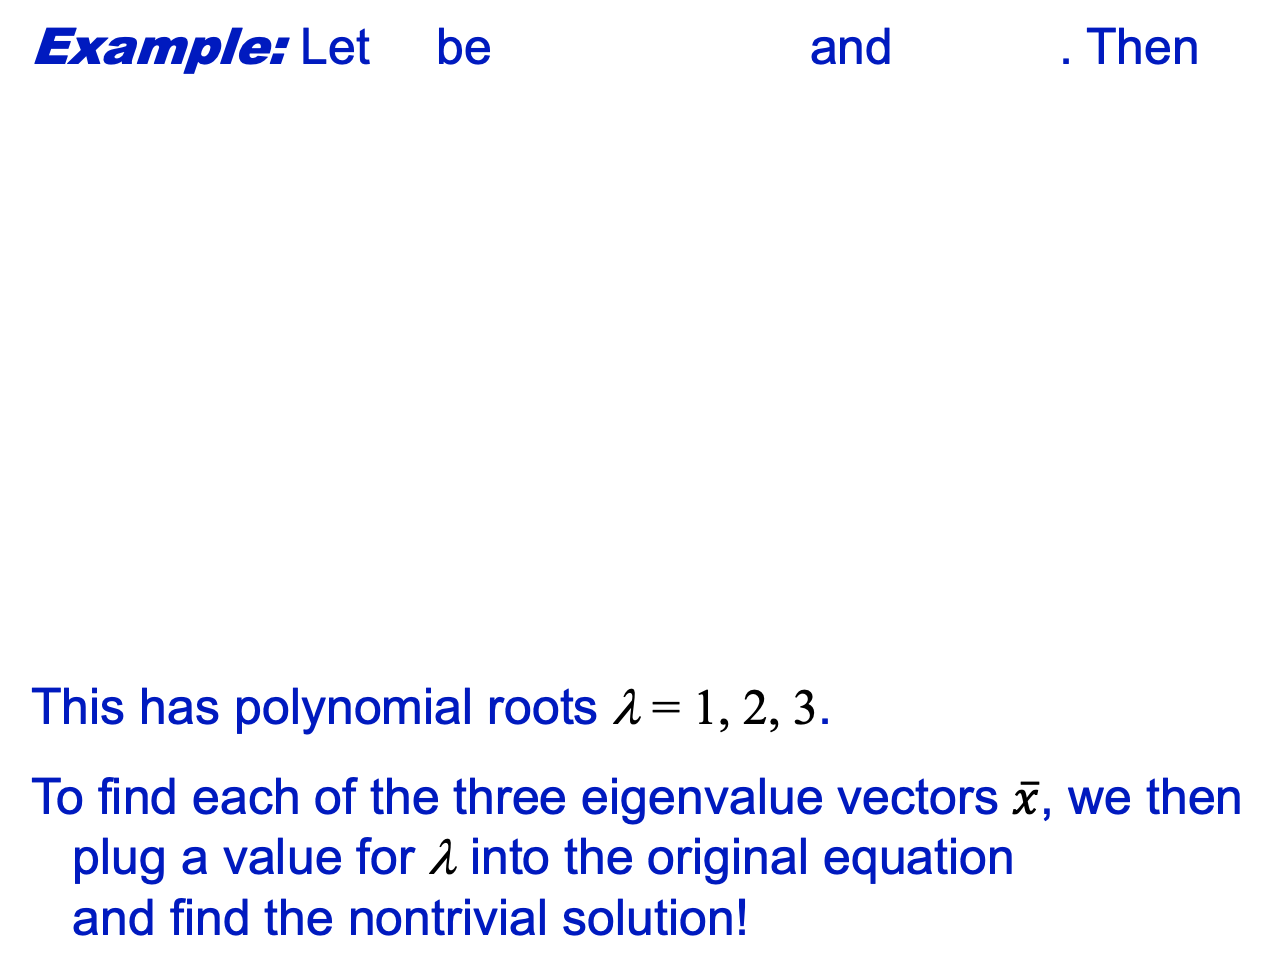 Example: Let be and . Then
This has polynomial roots λ = 1, 2, 3.
To find each of the three eigenvalue vectors x̄, we then
plug a value for λ into the original equation
and find the nontrivial solution!